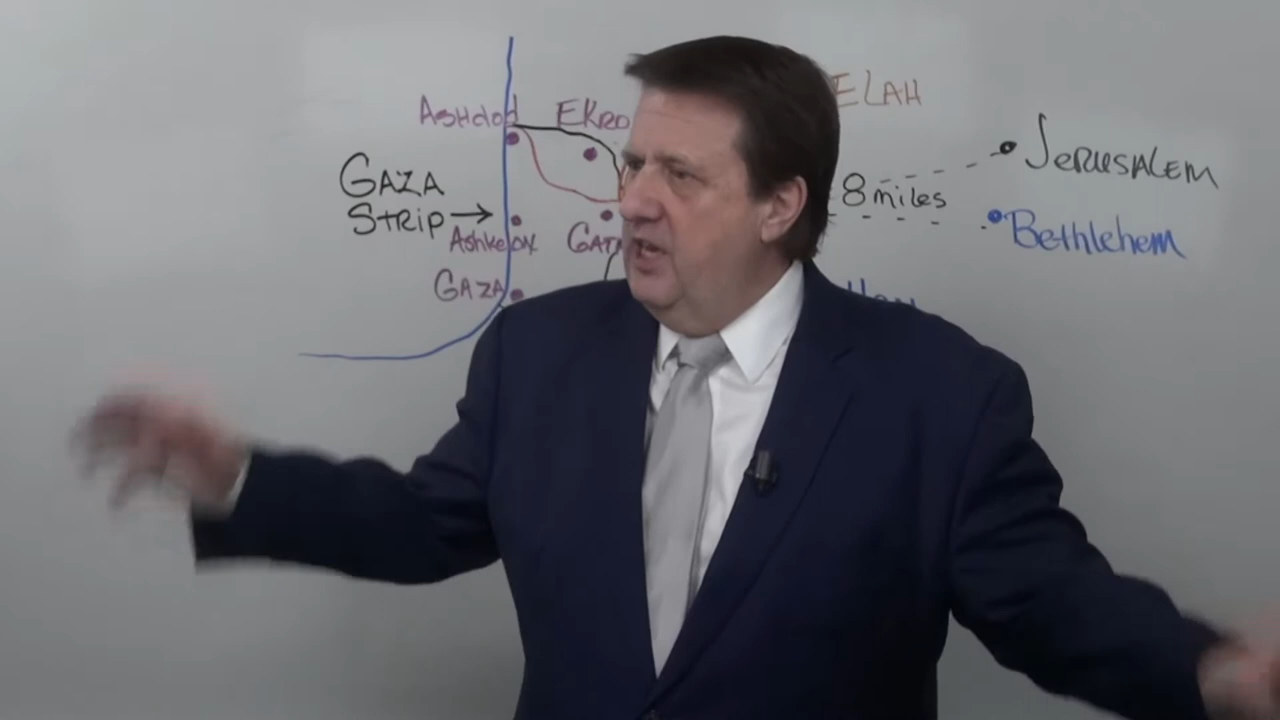 ELAH
Ashdod
EKRO
JERUSALEM
GAZA
STRIP
8 miles
Ashkelon
GAT
Bethlehem
GAZA